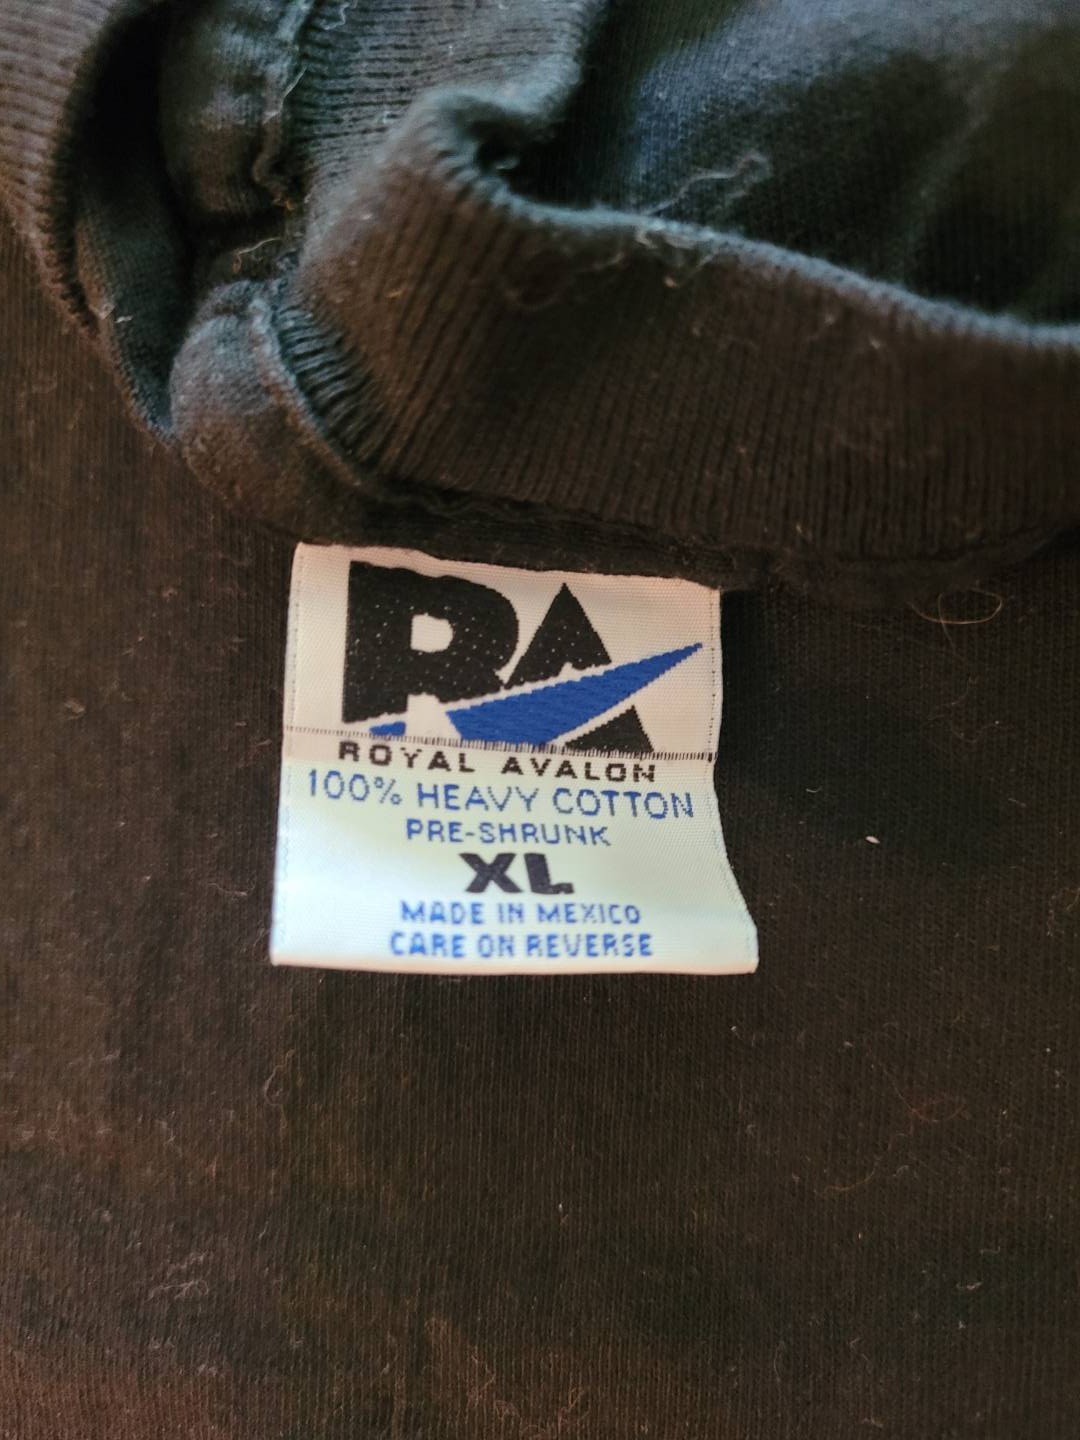 RA
ROYAL AVALON
100% HEAVY COTTON
PRE-SHRUNK
XL
MADE IN MEXICO
CARE ON REVERSE